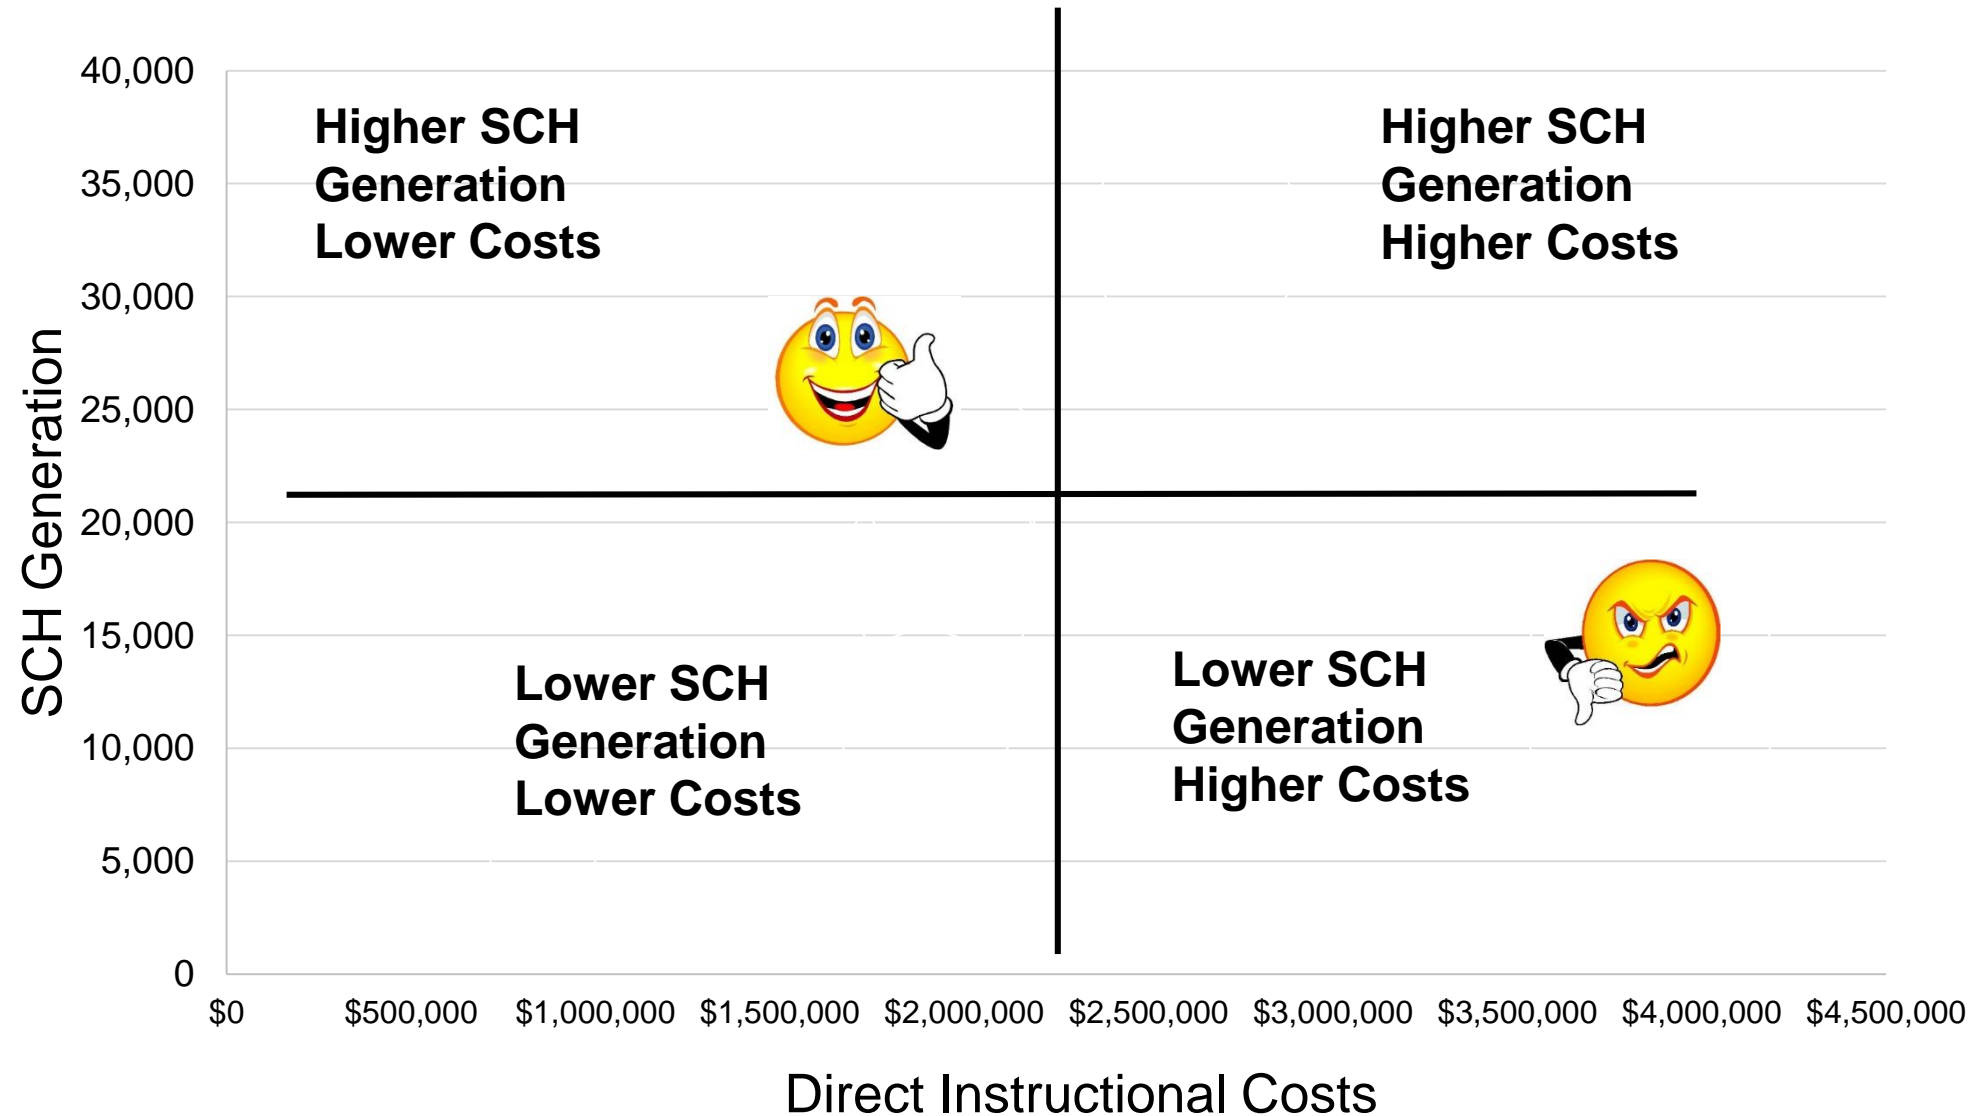 40,000
35,000
30,000
25,000
20,000
15,000
10,000
5,000
0
SCH Generation
Higher SCH
Generation
Lower Costs
Higher SCH
Generation
Higher Costs
Lower SCH
Generation
Lower Costs
Lower SCH
Generation
Higher Costs
$0 $500,000 $1,000,000 $1,500,000 $2,000,000 $2,500,000 $3,000,000 $3,500,000 $4,000,000 $4,500,000
Direct Instructional Costs